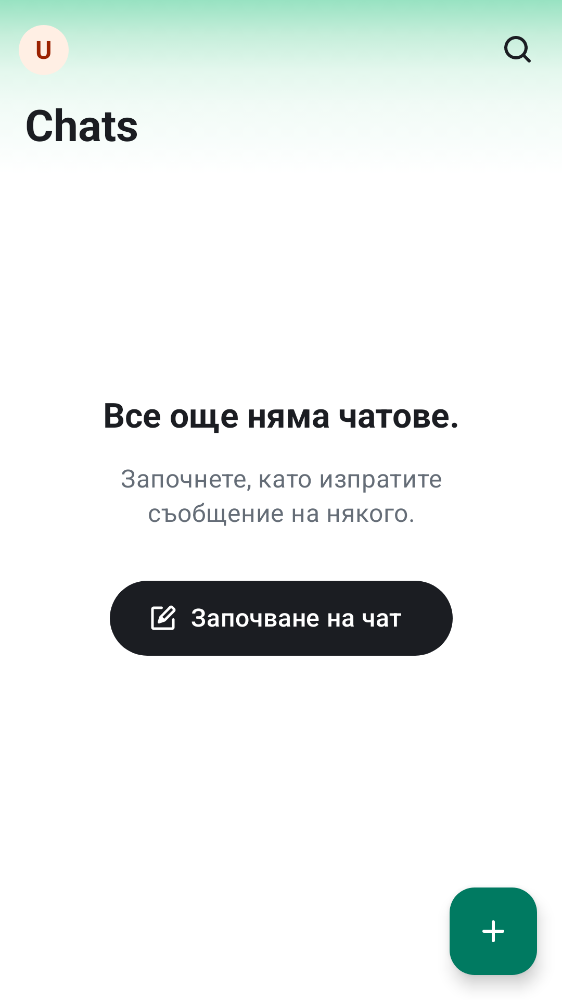 U
Chats
Все още няма чатове.
Започнете, като изпратите
съобщение на някого.
Започване на чат